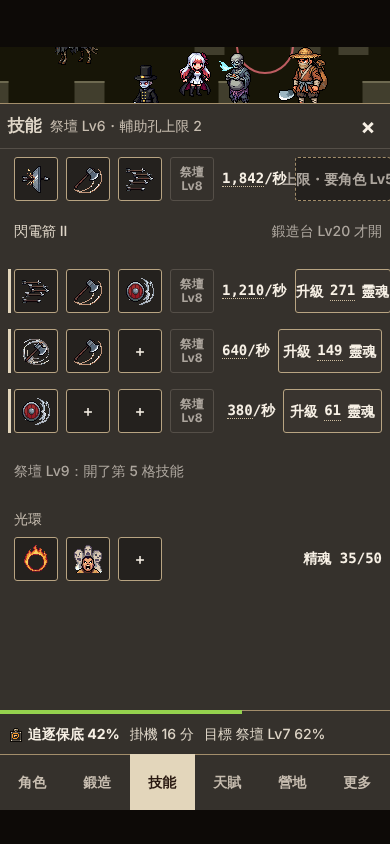 技能 祭壇 Lv6・輔助孔上限 2 ×
祭壇 Lv8 1,842/秒 上限・要角色 Lv5
閃電箭 II 鍛造台 Lv20 才開
祭壇 Lv8 1,210/秒 升級 271 靈魂
祭壇 Lv8 640/秒 升級 149 靈魂
+ 祭壇 Lv8 380/秒 升級 61 靈魂
祭壇 Lv9：開了第 5 格技能
光環
+ 精魂 35/50
追逐保底 42% 掛機 16 分 目標 祭壇 Lv7 62%
角色 鍛造 技能 天賦 營地 更多